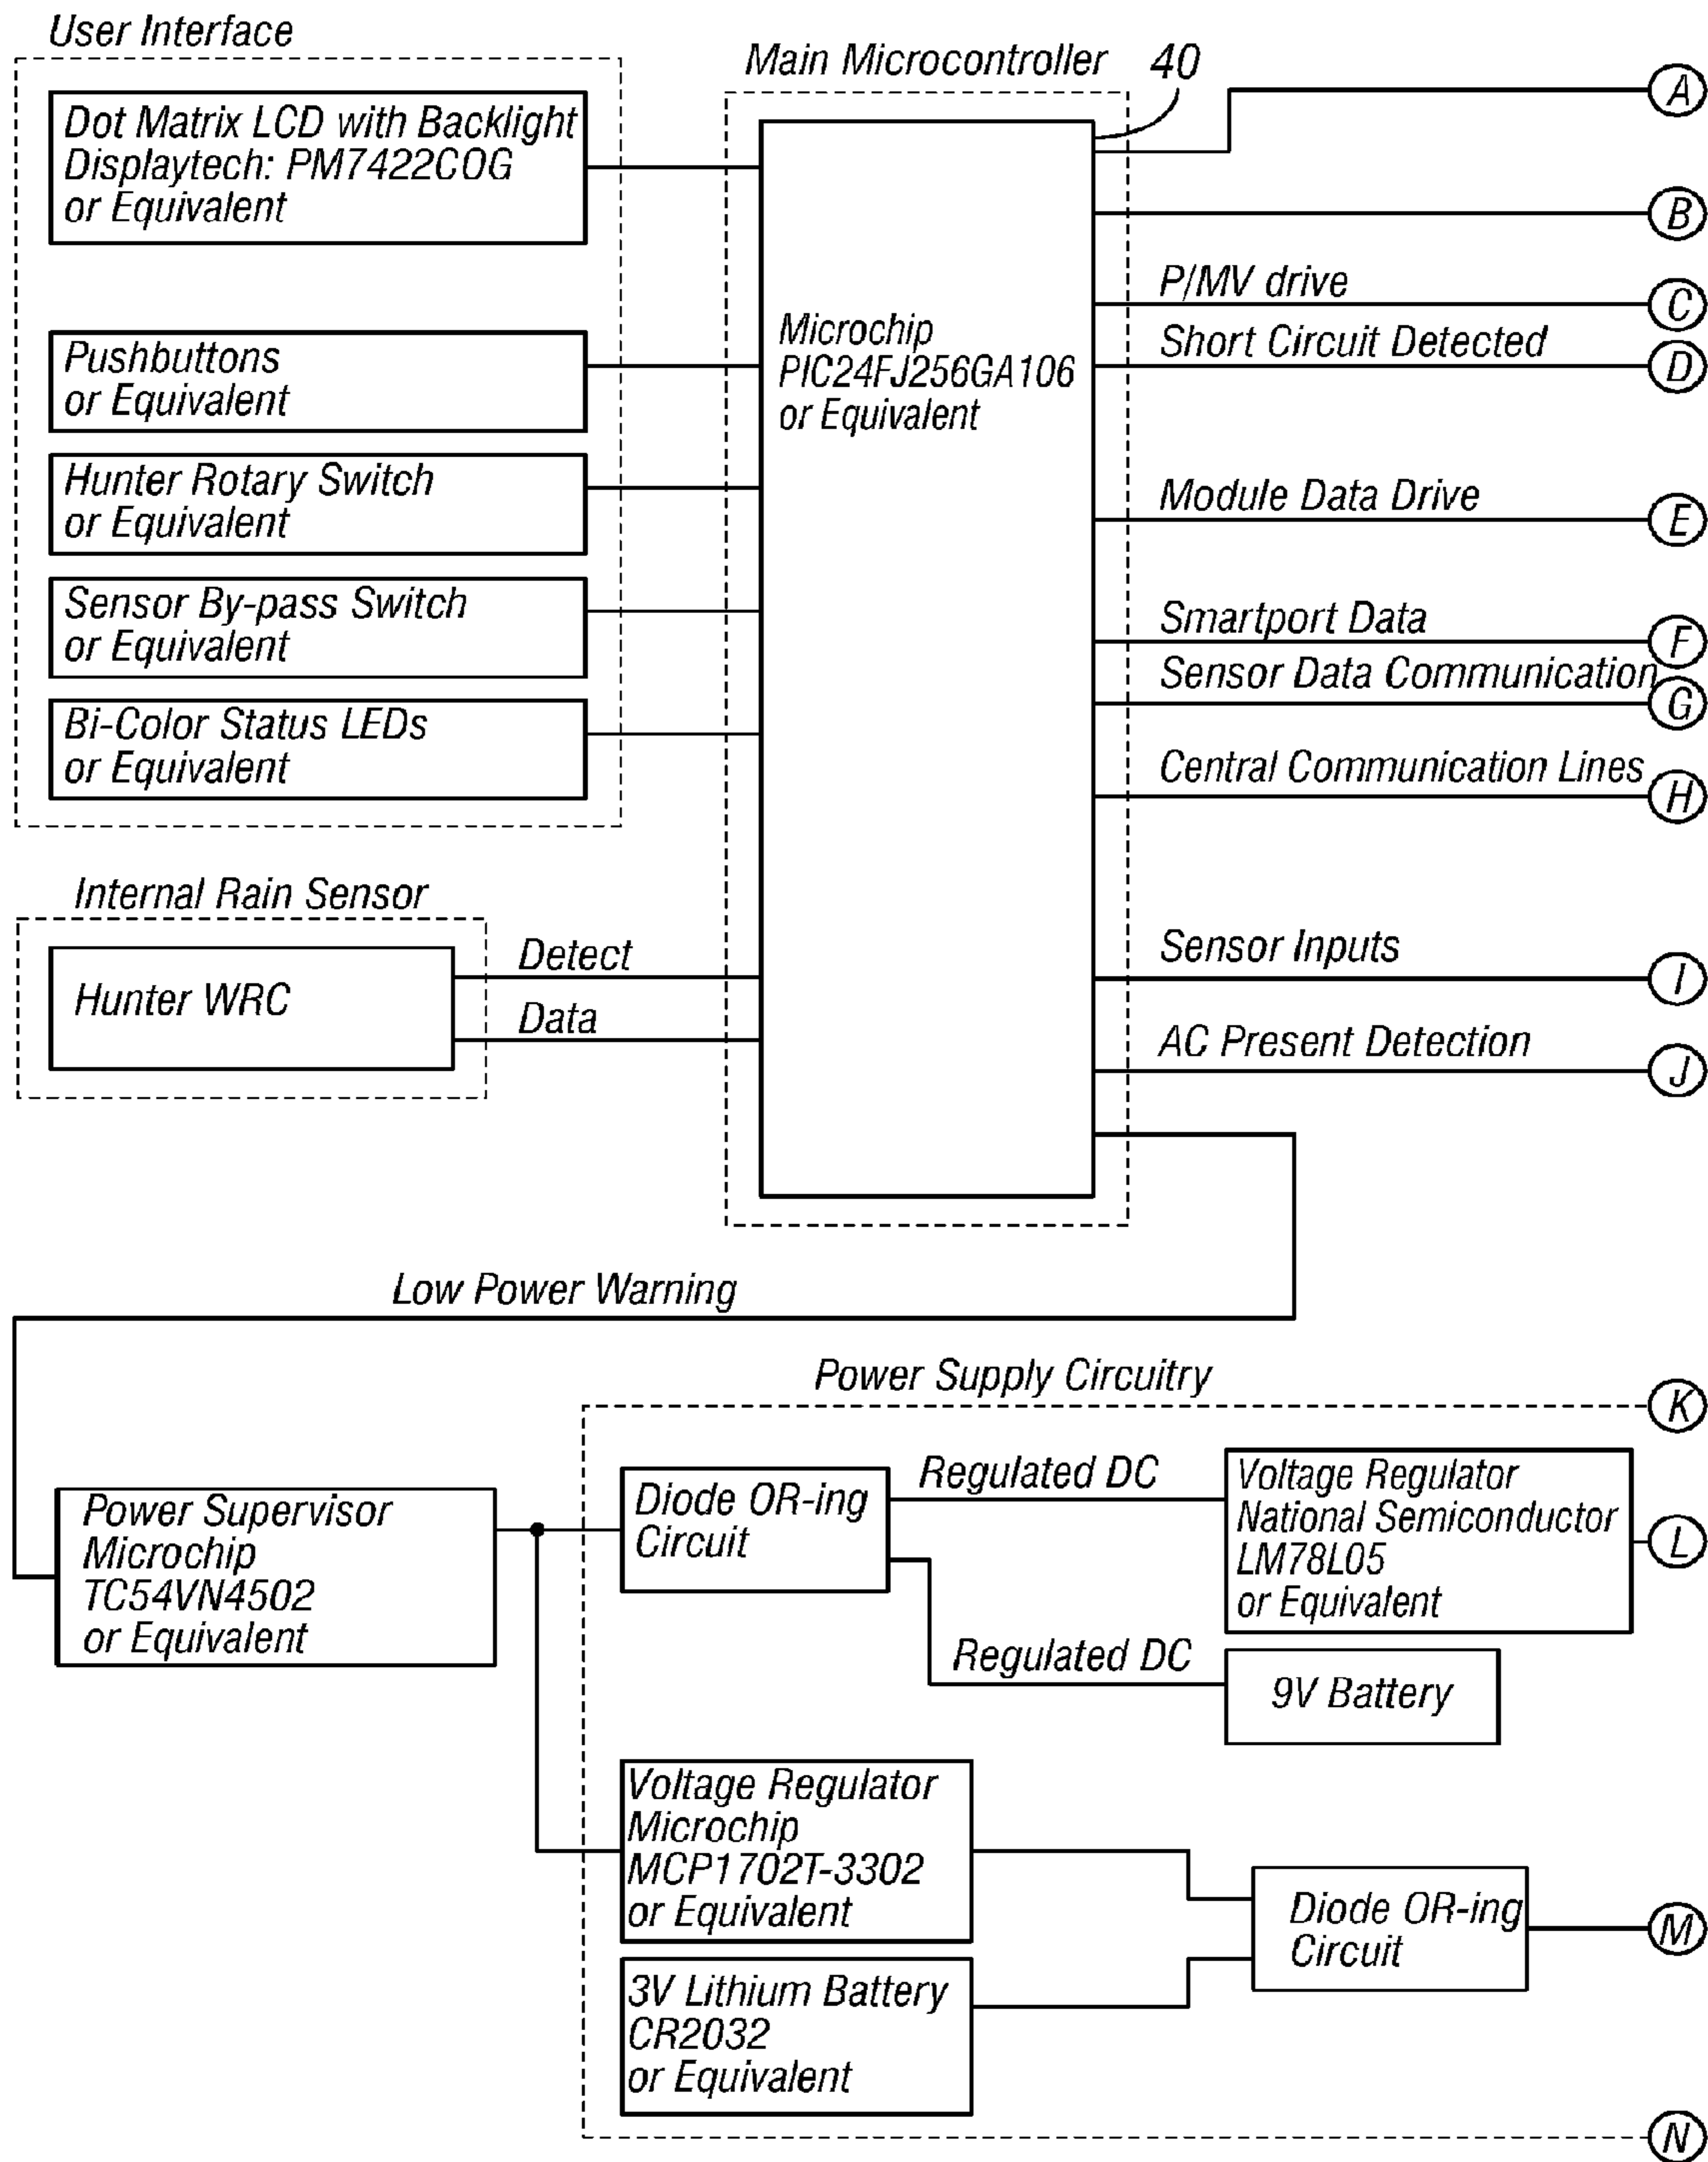 User Interface
Dot Matrix LCD with Backlight
Displaytech: PM7422COG
or Equivalent
Pushbuttons
or Equivalent
Hunter Rotary Switch
or Equivalent
Sensor By-pass Switch
or Equivalent
Bi-Color Status LEDs
or Equivalent
Internal Rain Sensor
Hunter WRC
Detect
Data
Main Microcontroller
40
Microchip
PIC24FJ256GA106
or Equivalent
A
B
P/MV drive
C
Short Circuit Detected
D
Module Data Drive
E
Smartport Data
F
Sensor Data Communication
G
Central Communication Lines
H
Sensor Inputs
I
AC Present Detection
J
Low Power Warning
Power Supply Circuitry
K
Power Supervisor
Microchip
TC54VN4502
or Equivalent
Diode OR-ing
Circuit
Regulated DC
Voltage Regulator
National Semiconductor
LM78L05
or Equivalent
L
Regulated DC
9V Battery
Voltage Regulator
Microchip
MCP1702T-3302
or Equivalent
3V Lithium Battery
CR2032
or Equivalent
Diode OR-ing
Circuit
M
N